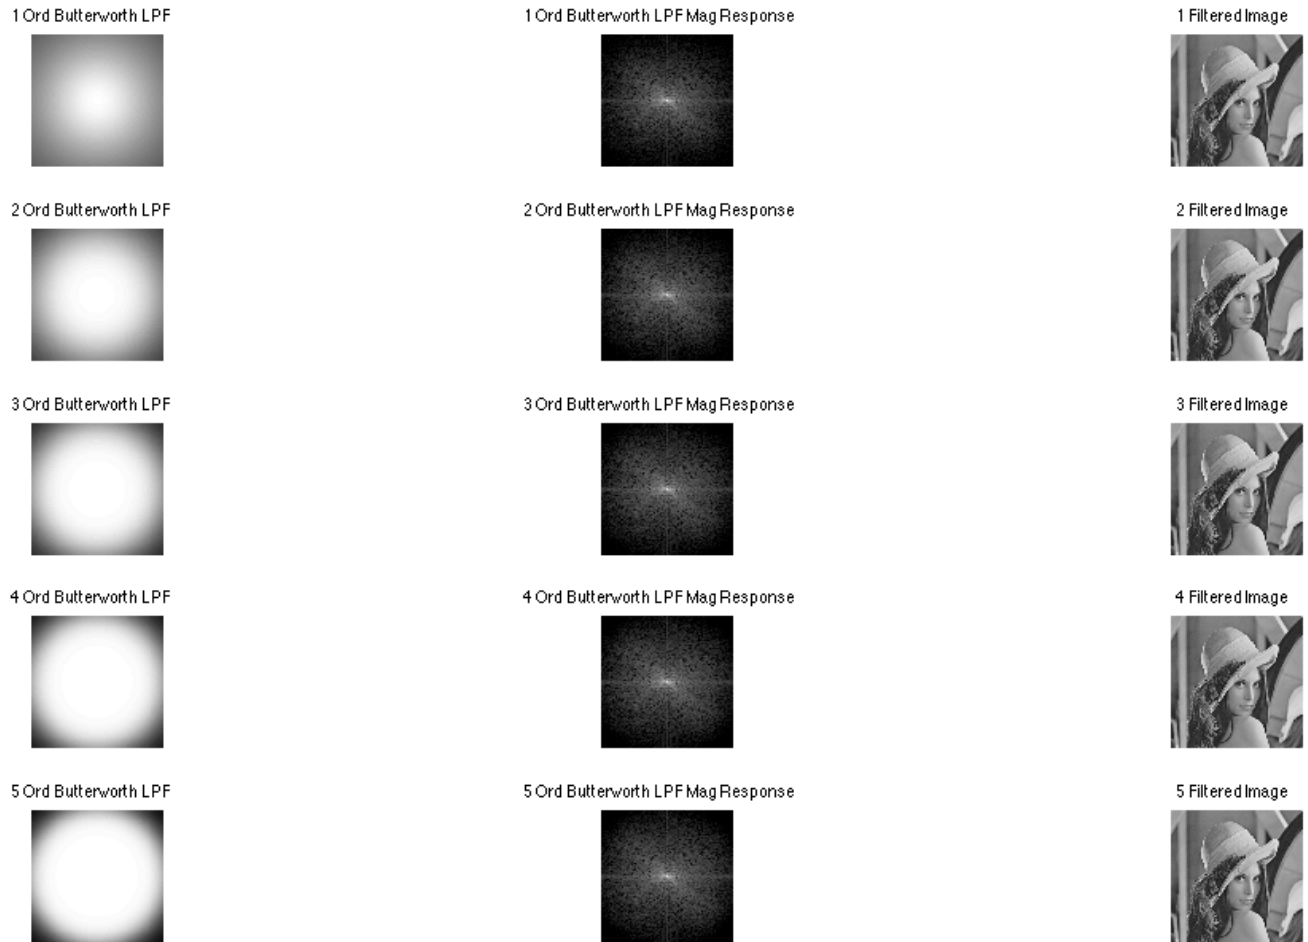 1 Ord Butterworth LPF
1 Ord Butterworth LPF Mag Response
1 Filtered Image
2 Ord Butterworth LPF
2 Ord Butterworth LPF Mag Response
2 Filtered Image
3 Ord Butterworth LPF
3 Ord Butterworth LPF Mag Response
3 Filtered Image
4 Ord Butterworth LPF
4 Ord Butterworth LPF Mag Response
4 Filtered Image
5 Ord Butterworth LPF
5 Ord Butterworth LPF Mag Response
5 Filtered Image